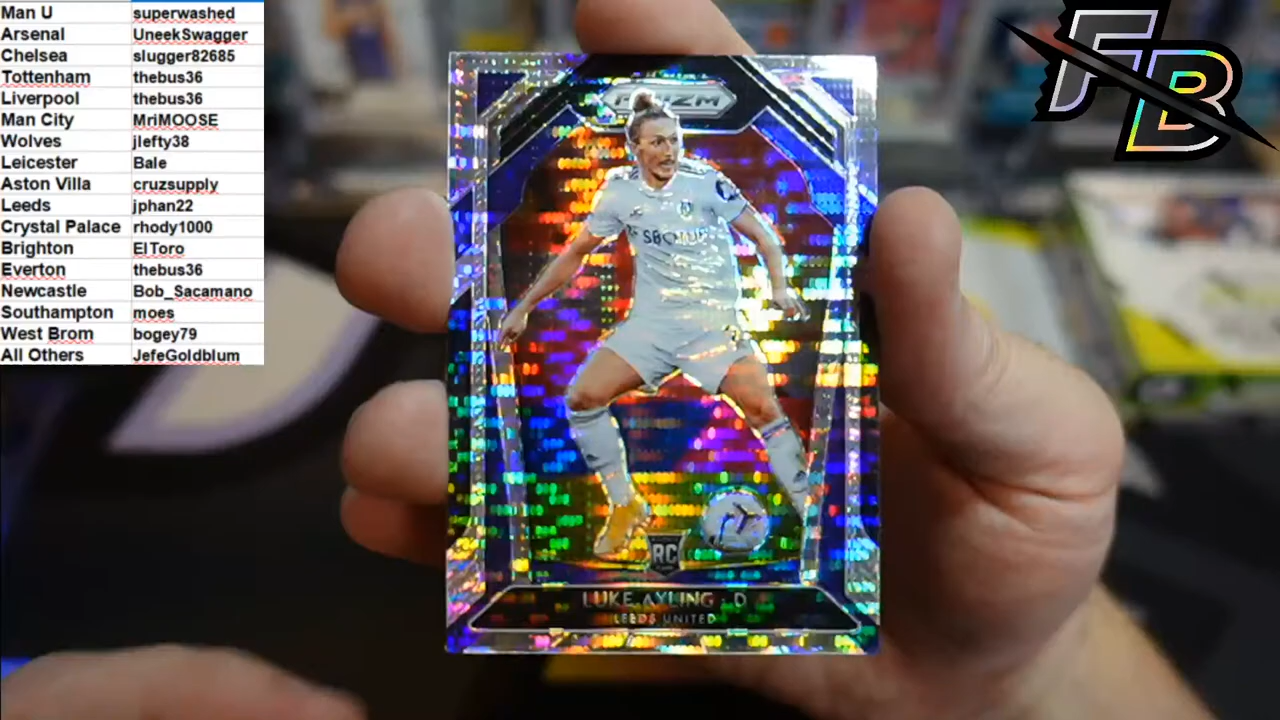 Man U superwashed
Arsenal UneekSwagger
Chelsea slugger82685
Tottenham thebus36
Liverpool thebus36
Man City MriMOOSE
Wolves jlefty38
Leicester Bale
Aston Villa cruzsupply
Leeds jphan22
Crystal Palace rhody1000
Brighton ElToro
Everton thebus36
Newcastle Bob_Sacamano
Southampton moes
West Brom bogey79
All Others JefeGoldblum
FB
PRIZM
RC
LUKE AYLING - D
LEEDS UNITED